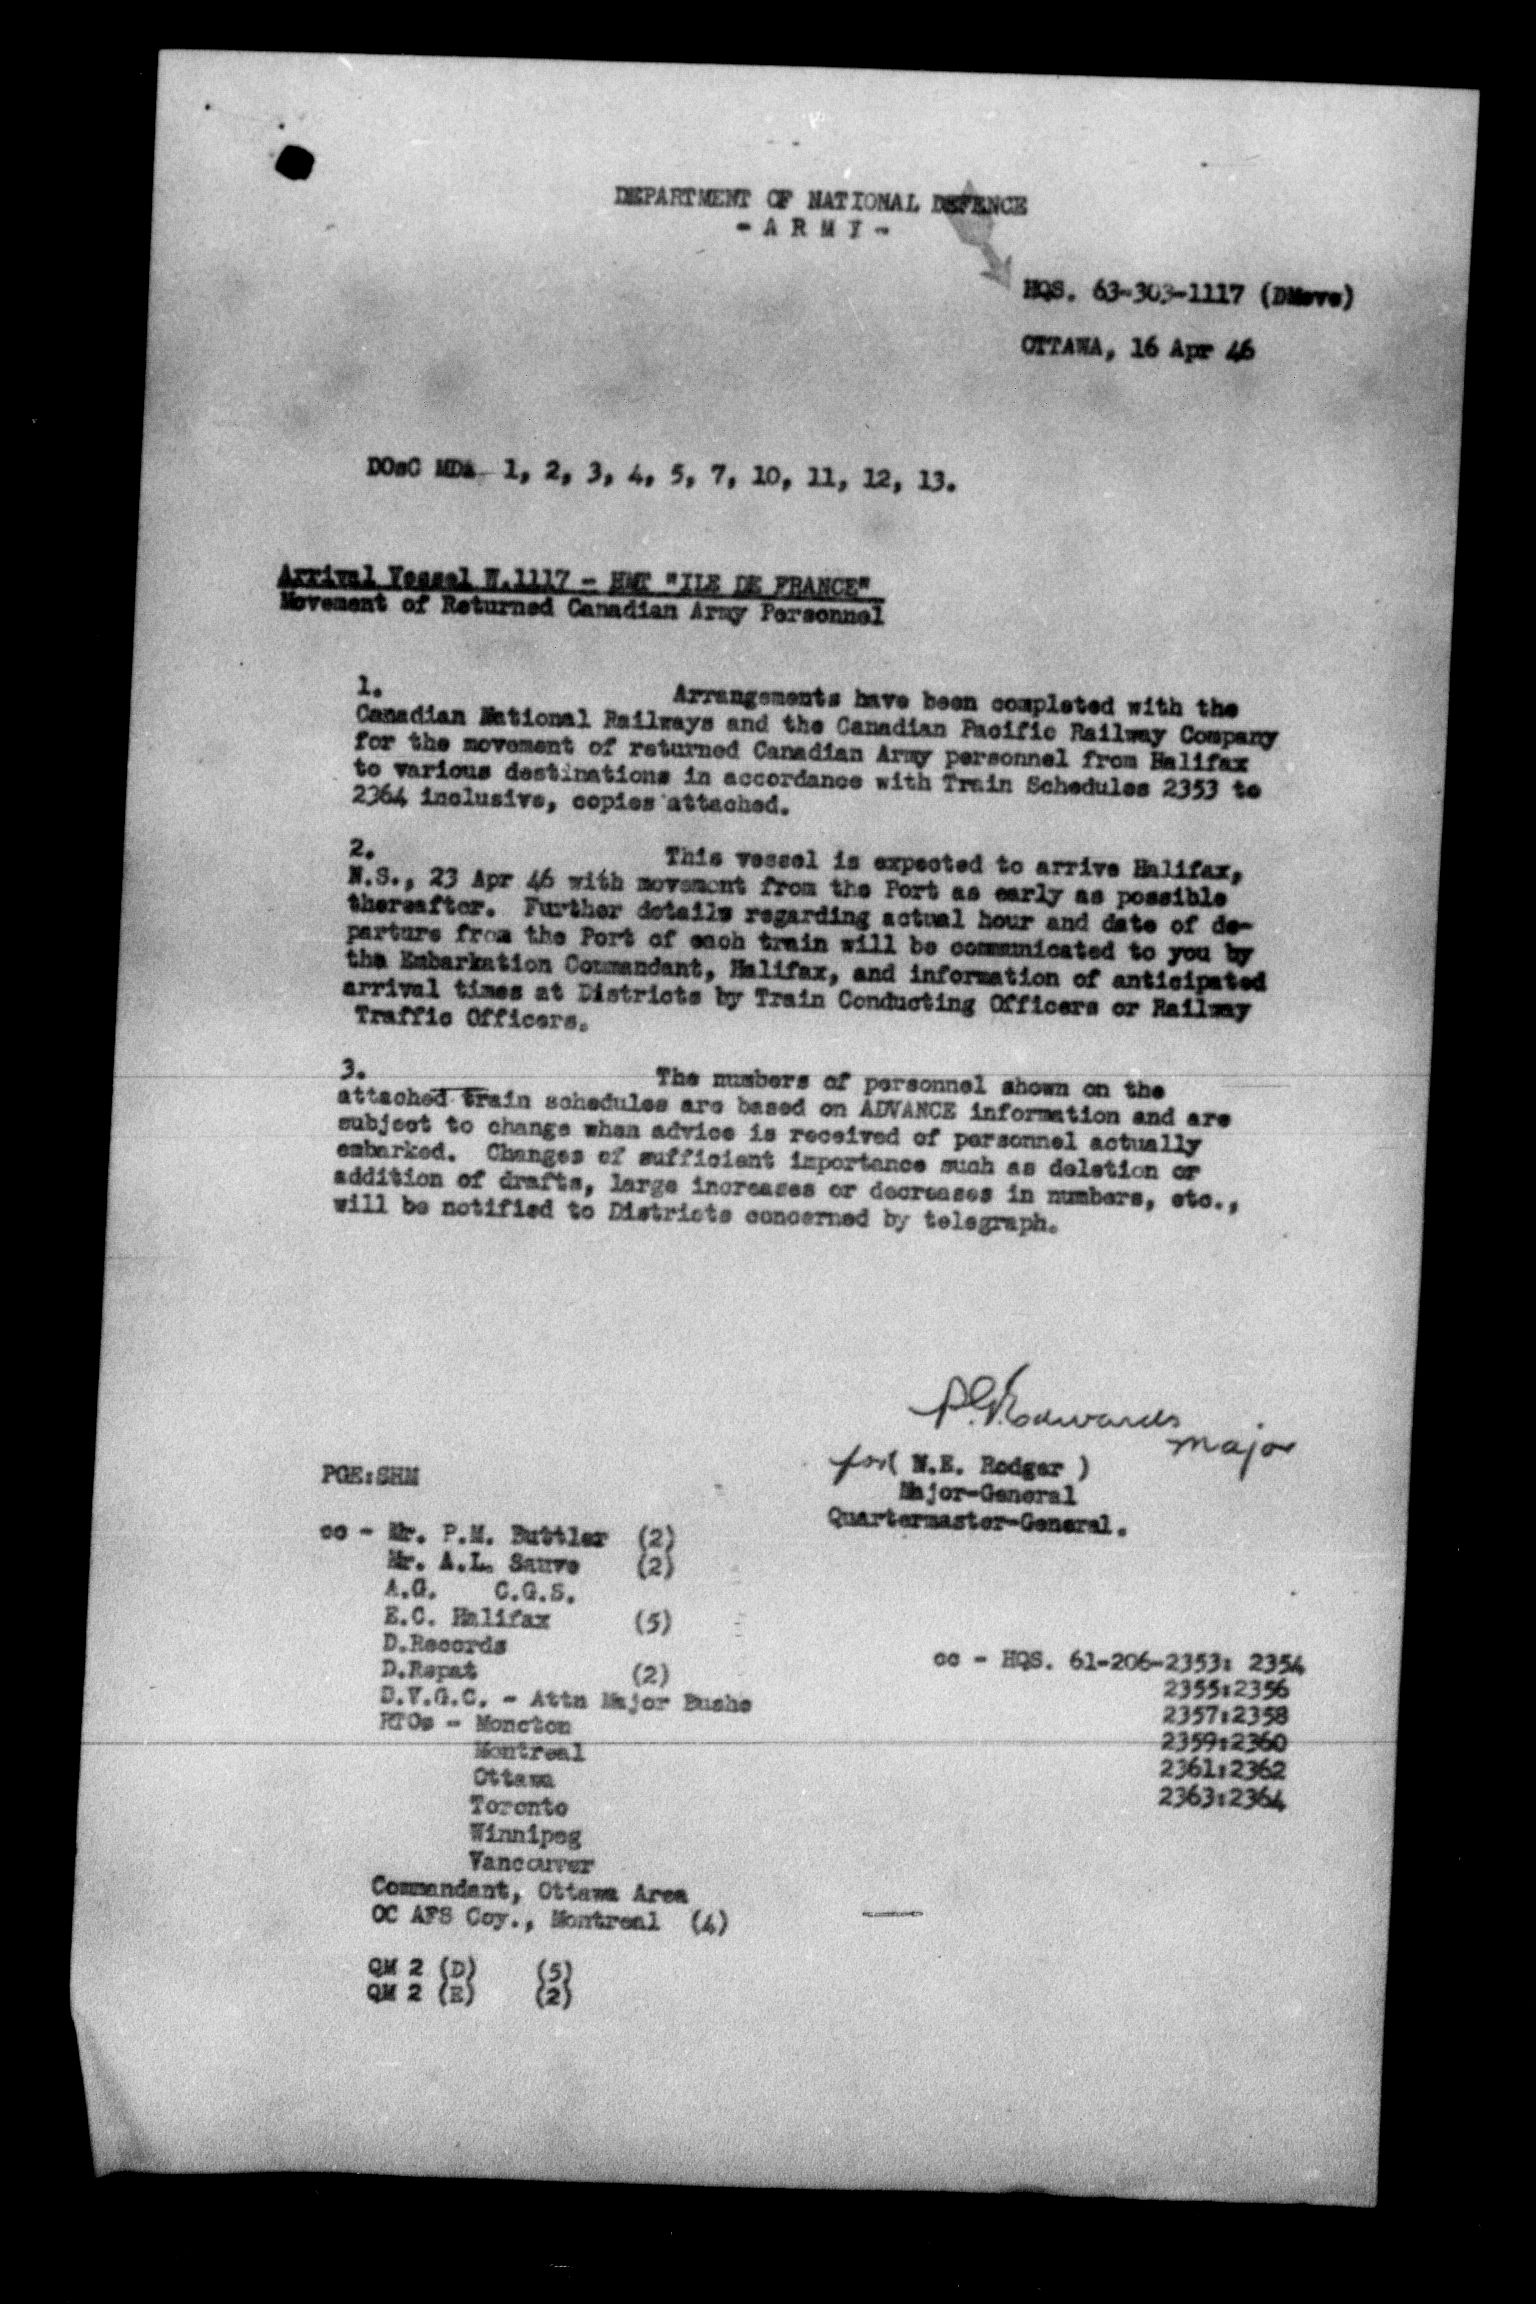 DEPARTMENT OF NATIONAL DEFENCE
- A R M Y -
HQS. 63-303-1117 (DMove)
OTTAWA, 16 Apr 46
DOsC MDs 1, 2, 3, 4, 5, 7, 10, 11, 12, 13.
Arrival Vessel W.1117 - HMT "ILE DE FRANCE"
Movement of Returned Canadian Army Personnel
1. Arrangements have been completed with the
Canadian National Railways and the Canadian Pacific Railway Company
for the movement of returned Canadian Army personnel from Halifax
to various destinations in accordance with Train Schedules 2353 to
2364 inclusive, copies attached.
2. This vessel is expected to arrive Halifax,
N.S., 23 Apr 46 with movement from the Port as early as possible
thereafter. Further details regarding actual hour and date of de-
parture from the Port of each train will be communicated to you by
the Embarkation Commandant, Halifax, and information of anticipated
arrival times at Districts by Train Conducting Officers or Railway
Traffic Officers.
3. The numbers of personnel shown on the
attached train schedules are based on ADVANCE information and are
subject to change when advice is received of personnel actually
embarked. Changes of sufficient importance such as deletion or
addition of drafts, large increases or decreases in numbers, etc.,
will be notified to Districts concerned by telegraph.
P.G. Edwards
Major
for ( N.E. Rodger )
Major-General
Quartermaster-General.
PGE:SHM
cc - Mr. P.M. Buttler (2)
Mr. A.L. Sauve (2)
A.G. C.G.S.
E.C. Halifax (5)
D.Records
D.Repat (2)
D.V.G.C. - Attn Major Bushe
RTOs - Moncton
Montreal
Ottawa
Toronto
Winnipeg
Vancouver
Commandant, Ottawa Area
OC AFS Coy., Montreal (4)
QM 2 (D) (5)
QM 2 (E) (2)
cc - HQS. 61-206-2353: 2354
2355:2356
2357:2358
2359:2360
2361:2362
2363:2364